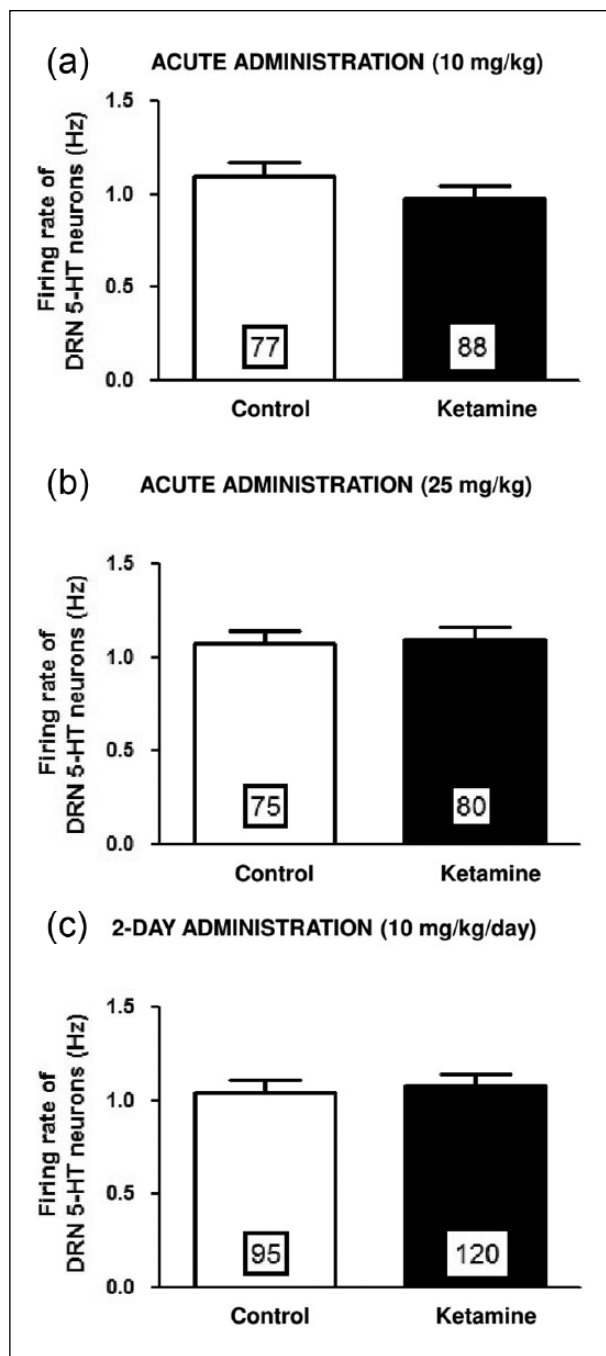 (a) ACUTE ADMINISTRATION (10 mg/kg)
Firing rate of
DRN 5-HT neurons (Hz)
1.5
1.0
0.5
0.0
77
88
Control Ketamine
(b) ACUTE ADMINISTRATION (25 mg/kg)
Firing rate of
DRN 5-HT neurons (Hz)
1.5
1.0
0.5
0.0
75
80
Control Ketamine
(c) 2-DAY ADMINISTRATION (10 mg/kg/day)
Firing rate of
DRN 5-HT neurons (Hz)
1.5
1.0
0.5
0.0
95
120
Control Ketamine